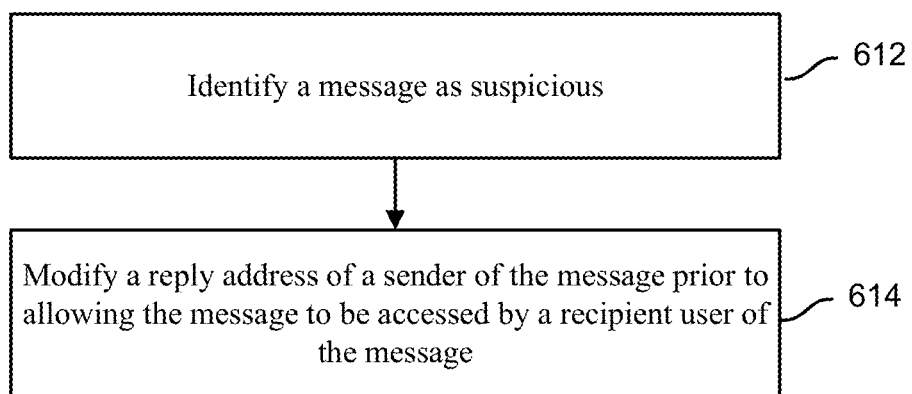 Identify a message as suspicious
612
Modify a reply address of a sender of the message prior to
allowing the message to be accessed by a recipient user of
the message
614